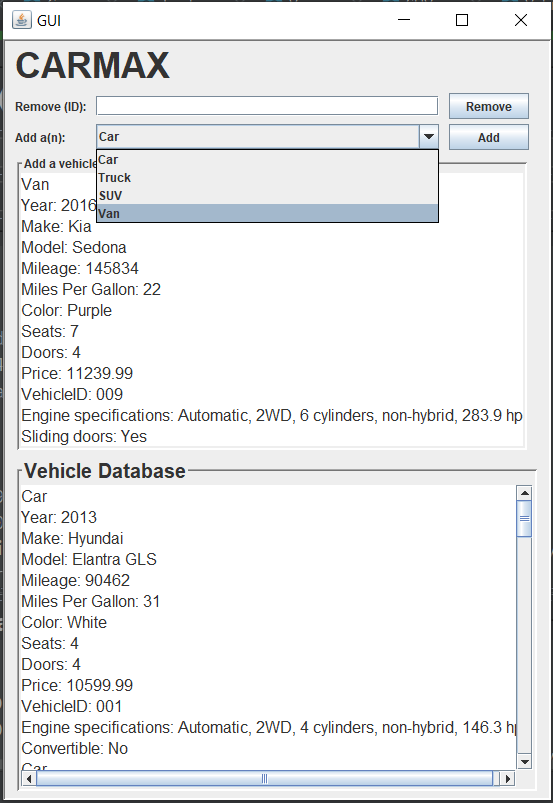 GUI
CARMAX
Remove (ID):
Remove
Add a(n):
Car
Add
Car
Truck
SUV
Van
Add a vehicle
Van
Year: 2016
Make: Kia
Model: Sedona
Mileage: 145834
Miles Per Gallon: 22
Color: Purple
Seats: 7
Doors: 4
Price: 11239.99
VehicleID: 009
Engine specifications: Automatic, 2WD, 6 cylinders, non-hybrid, 283.9 hp
Sliding doors: Yes
Vehicle Database
Car
Year: 2013
Make: Hyundai
Model: Elantra GLS
Mileage: 90462
Miles Per Gallon: 31
Color: White
Seats: 4
Doors: 4
Price: 10599.99
VehicleID: 001
Engine specifications: Automatic, 2WD, 4 cylinders, non-hybrid, 146.3 hp
Convertible: No
Car